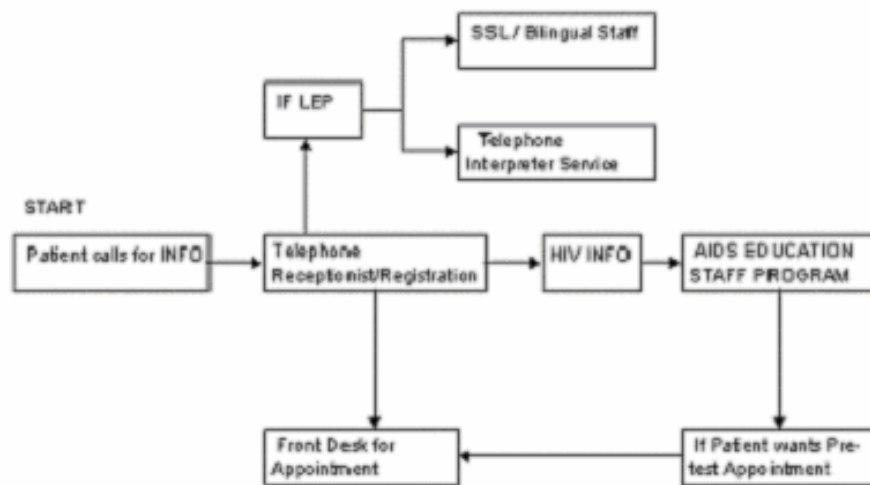 SSL / Bilingual Staff
IF LEP
Telephone
Interpreter Service
START
Patient calls for INFO
Telephone
Receptionist/Registration
HIV INFO
AIDS EDUCATION
STAFF PROGRAM
Front Desk for
Appointment
If Patient wants Pre-
test Appointment